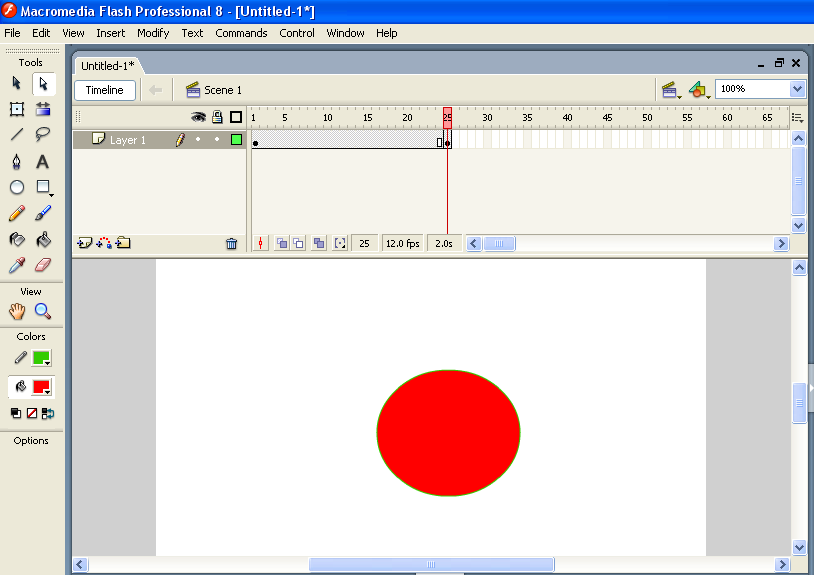 Macromedia Flash Professional 8 - [Untitled-1*]
File Edit View Insert Modify Text Commands Control Window Help
Tools
Untitled-1*
Timeline
Scene 1
100%
1 5 10 15 20 25 30 35 40 45 50 55 60 65
Layer 1
25 12.0 fps 2.0s
View
Colors
Options